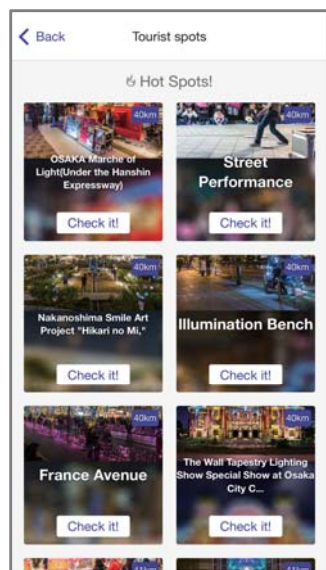 Back
Tourist spots
Hot Spots!
40km
OSAKA Marche of
Light(Under the Hanshin
Expressway)
Check it!
40km
Street
Performance
Check it!
40km
Nakanoshima Smile Art
Project "Hikari no Mi,"
Check it!
40km
Illumination Bench
Check it!
40km
France Avenue
Check it!
40km
The Wall Tapestry Lighting
Show Special Show at Osaka
City C...
Check it!
41km